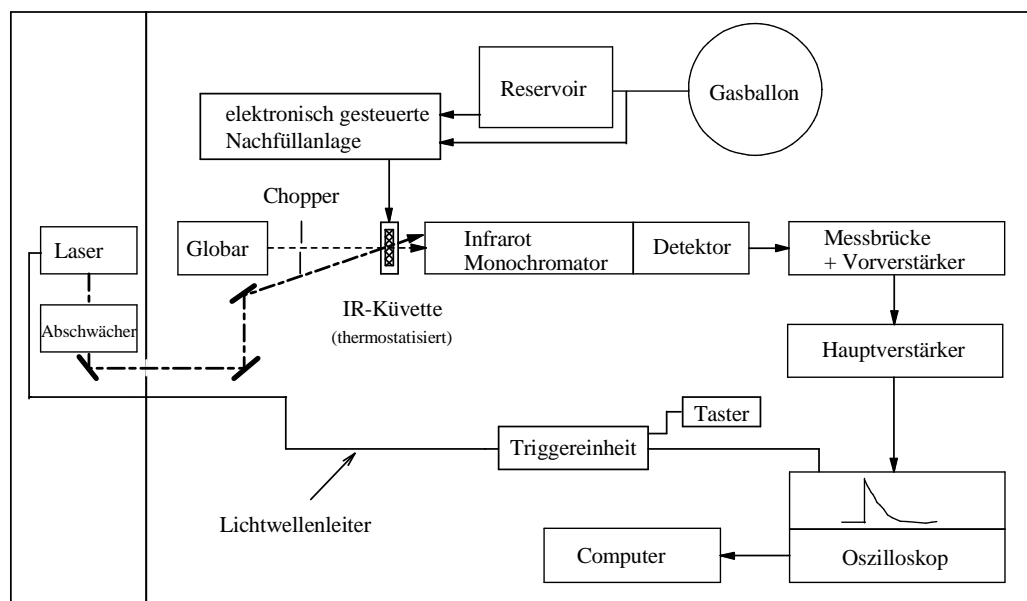 Reservoir
Gasballon
elektronisch gesteuerte
Nachfüllanlage
Chopper
Laser
Globar
Infrarot
Monochromator
Detektor
Messbrücke
+ Vorverstärker
Abschwächer
IR-Küvette
(thermostatisiert)
Hauptverstärker
Taster
Triggereinheit
Lichtwellenleiter
Computer
Oszilloskop